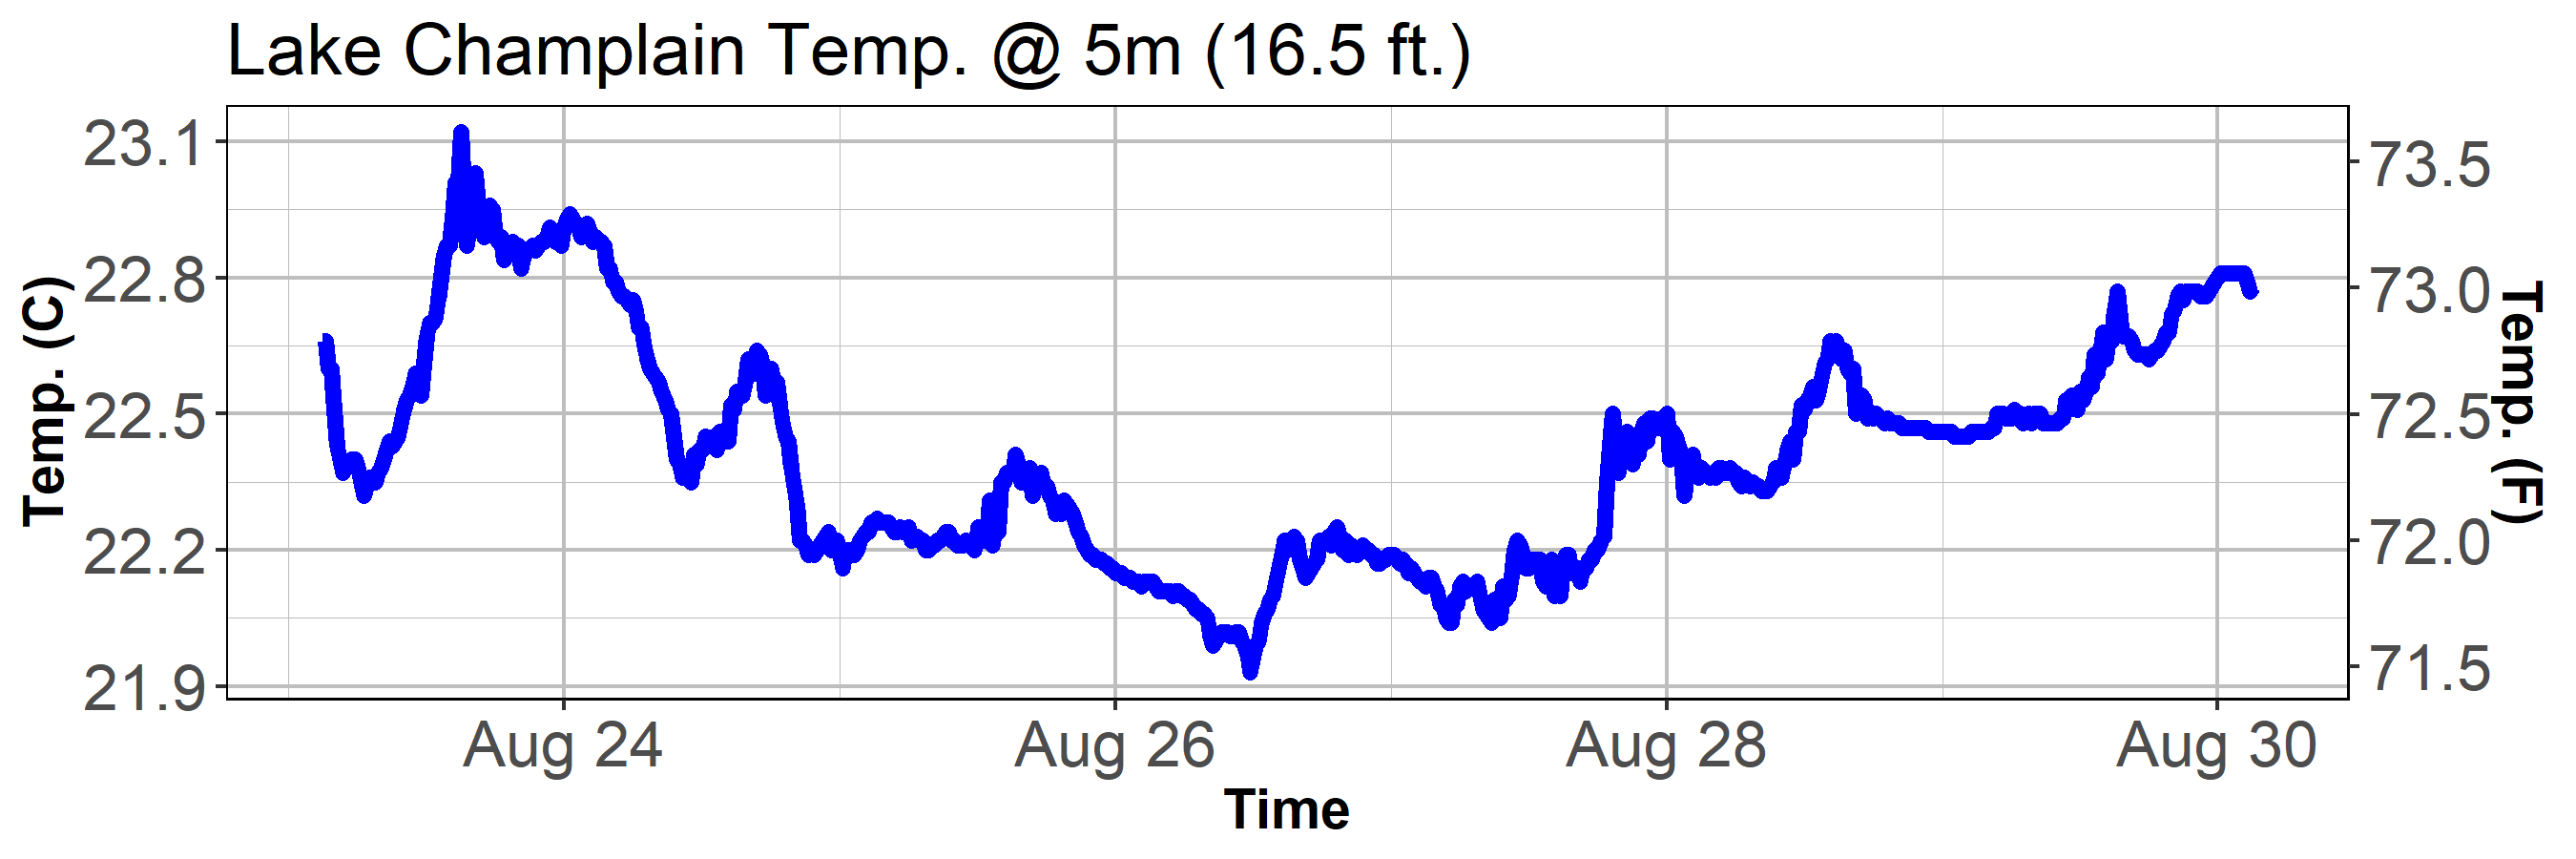 Lake Champlain Temp. @ 5m (16.5 ft.)
Temp. (C)
23.1
22.8
22.5
22.2
21.9
73.5
73.0
72.5
72.0
71.5
Temp. (F)
Aug 24 Aug 26 Aug 28 Aug 30
Time